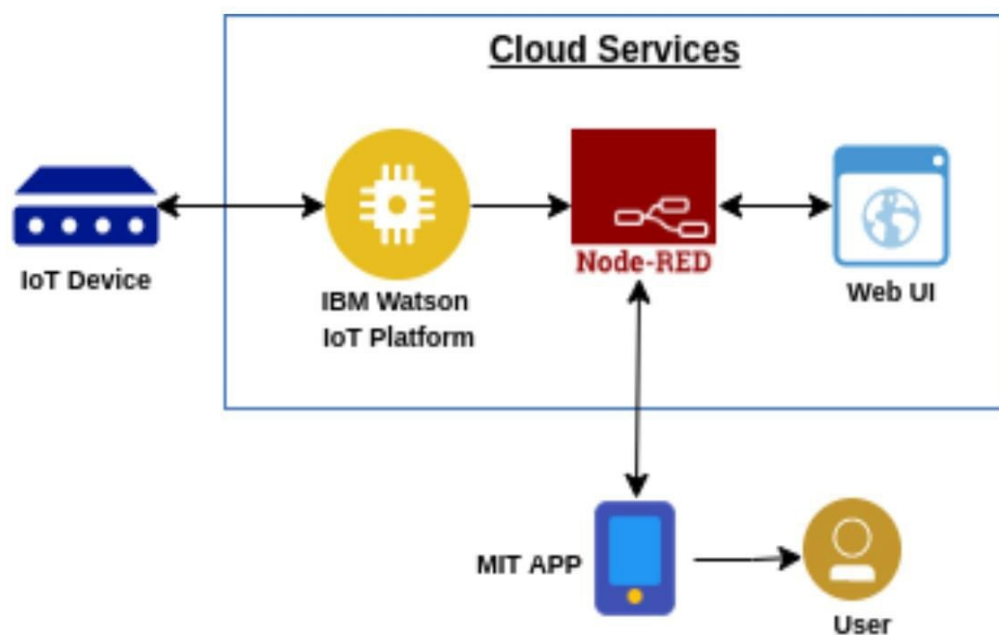 Cloud Services
IoT Device
IBM Watson
IoT Platform
Node-RED
Web UI
MIT APP
User